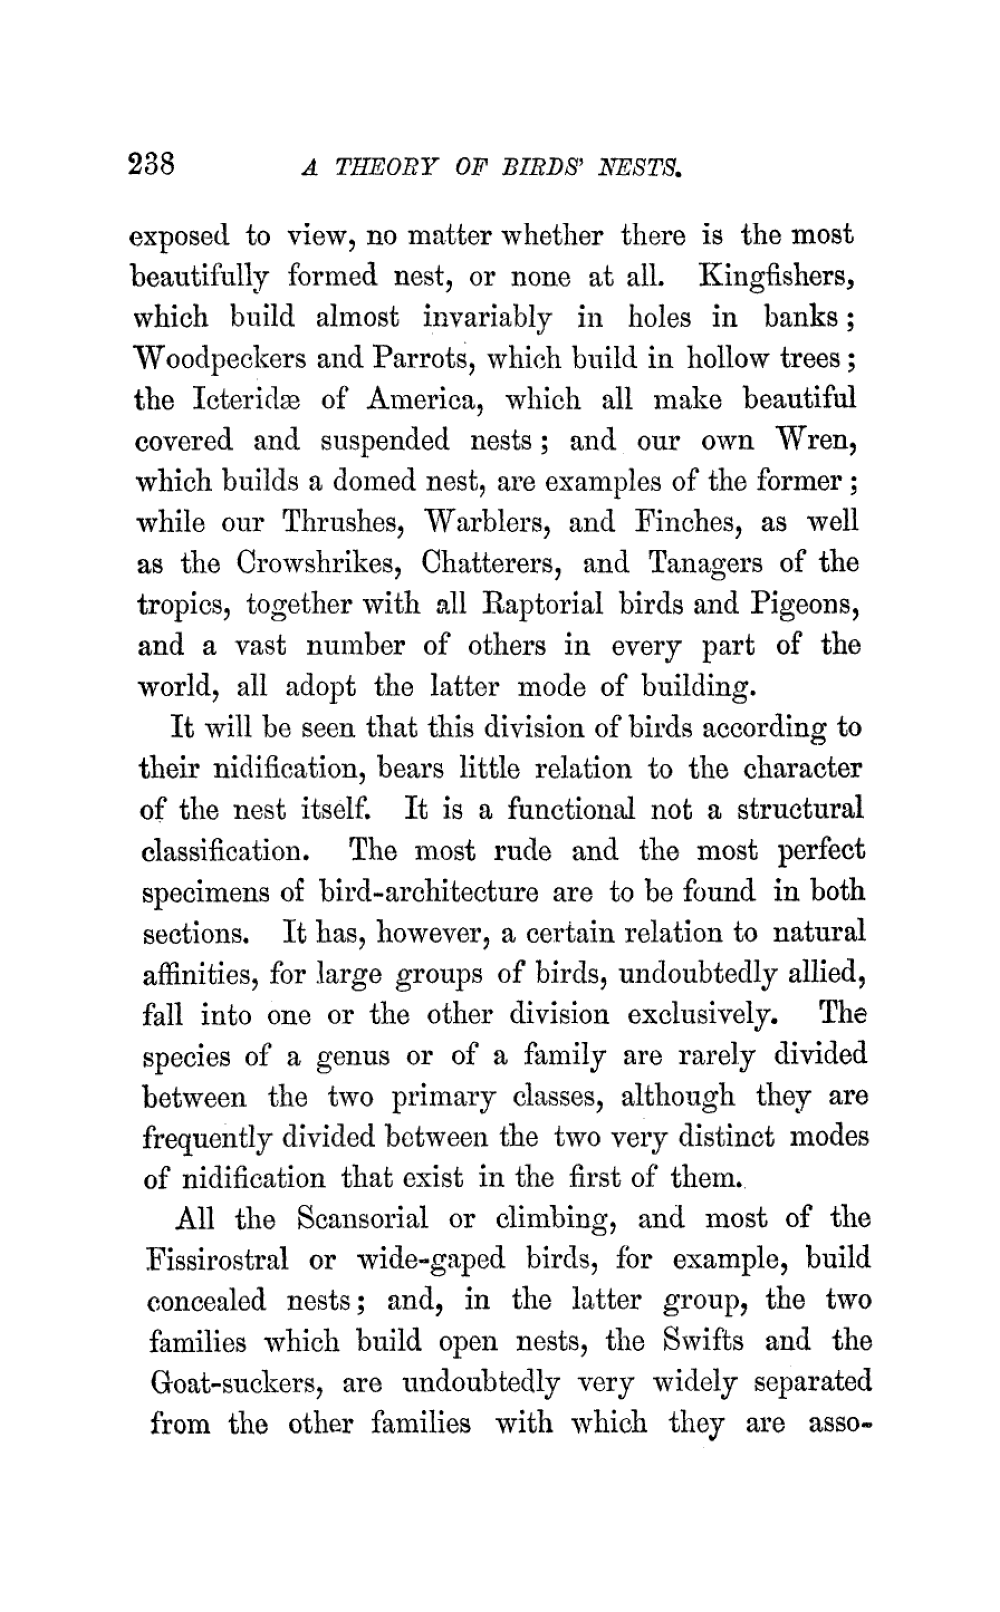 238 A THEORY OF BIRDS' NESTS.
exposed to view, no matter whether there is the most
beautifully formed nest, or none at all. Kingfishers,
which build almost invariably in holes in banks ;
Woodpeckers and Parrots, which build in hollow trees ;
the Icteridæ of America, which all make beautiful
covered and suspended nests ; and our own Wren,
which builds a domed nest, are examples of the former ;
while our Thrushes, Warblers, and Finches, as well
as the Crowshrikes, Chatterers, and Tanagers of the
tropics, together with all Raptorial birds and Pigeons,
and a vast number of others in every part of the
world, all adopt the latter mode of building.
It will be seen that this division of birds according to
their nidification, bears little relation to the character
of the nest itself. It is a functional not a structural
classification. The most rude and the most perfect
specimens of bird-architecture are to be found in both
sections. It has, however, a certain relation to natural
affinities, for large groups of birds, undoubtedly allied,
fall into one or the other division exclusively. The
species of a genus or of a family are rarely divided
between the two primary classes, although they are
frequently divided between the two very distinct modes
of nidification that exist in the first of them.
All the Scansorial or climbing, and most of the
Fissirostral or wide-gaped birds, for example, build
concealed nests ; and, in the latter group, the two
families which build open nests, the Swifts and the
Goat-suckers, are undoubtedly very widely separated
from the other families with which they are asso-